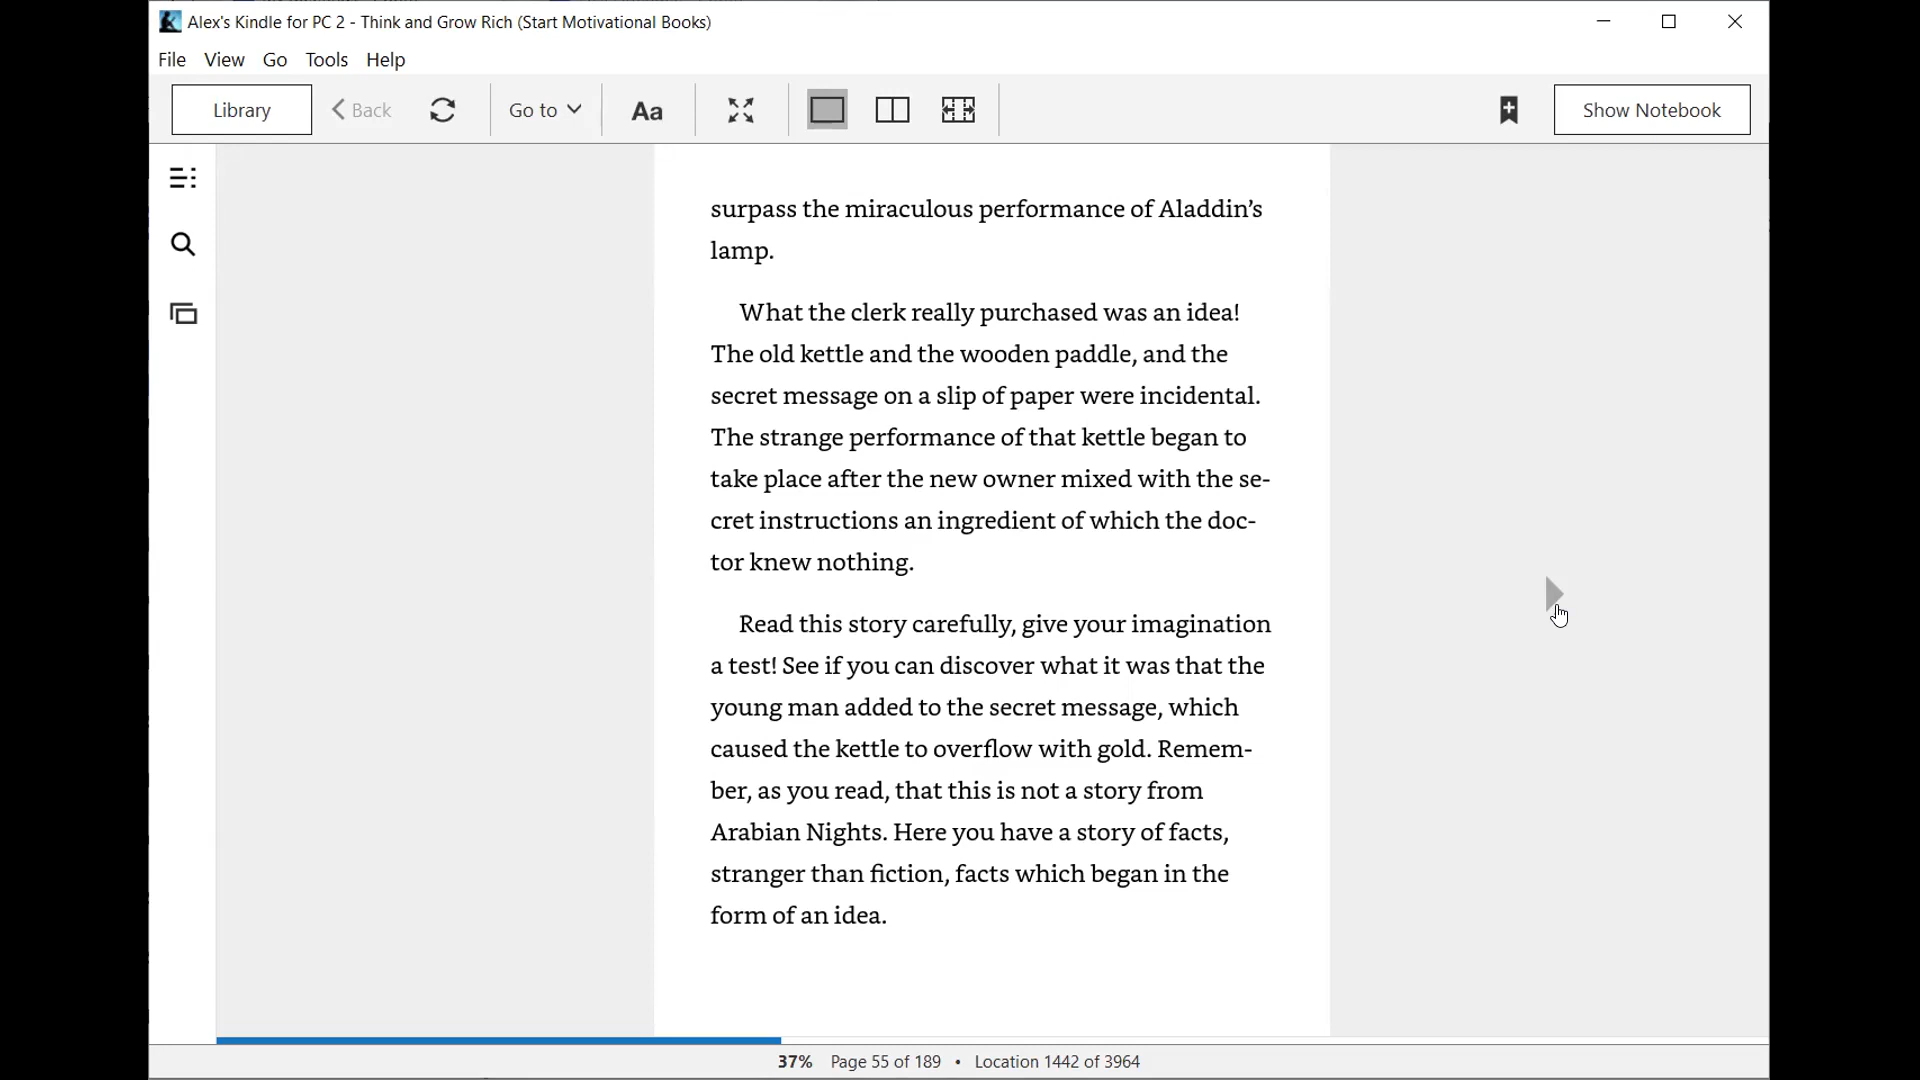 Alex's Kindle for PC 2 - Think and Grow Rich (Start Motivational Books)
File View Go Tools Help
Library Back Go to Aa Show Notebook
surpass the miraculous performance of Aladdin’s
lamp.
What the clerk really purchased was an idea!
The old kettle and the wooden paddle, and the
secret message on a slip of paper were incidental.
The strange performance of that kettle began to
take place after the new owner mixed with the se-
cret instructions an ingredient of which the doc-
tor knew nothing.
Read this story carefully, give your imagination
a test! See if you can discover what it was that the
young man added to the secret message, which
caused the kettle to overflow with gold. Remem-
ber, as you read, that this is not a story from
Arabian Nights. Here you have a story of facts,
stranger than fiction, facts which began in the
form of an idea.
37% Page 55 of 189 • Location 1442 of 3964